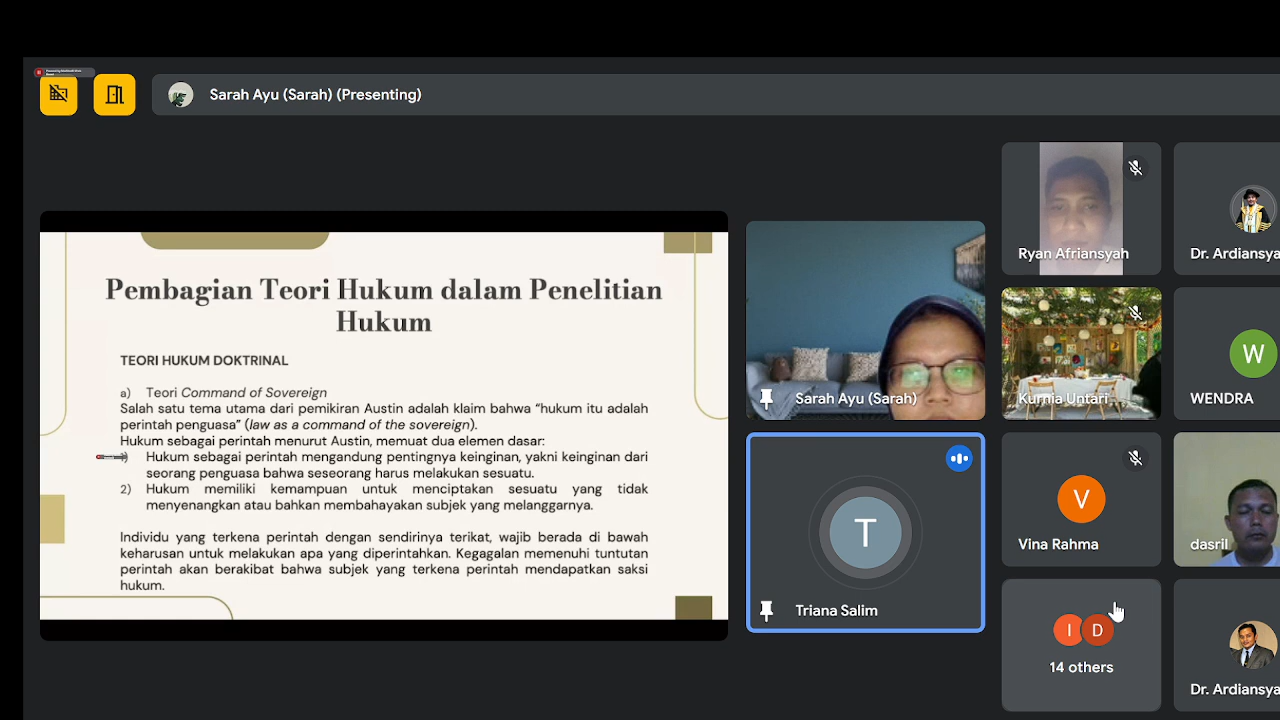 Sarah Ayu (Sarah) (Presenting)
Pembagian Teori Hukum dalam Penelitian
Hukum
TEORI HUKUM DOKTRINAL
a) Teori Command of Sovereign
Salah satu tema utama dari pemikiran Austin adalah klaim bahwa “hukum itu adalah
perintah penguasa” (law as a command of the sovereign).
Hukum sebagai perintah menurut Austin, memuat dua elemen dasar:
Hukum sebagai perintah mengandung pentingnya keinginan, yakni keinginan dari
seorang penguasa bahwa seseorang harus melakukan sesuatu.
2) Hukum memiliki kemampuan untuk menciptakan sesuatu yang tidak
menyenangkan atau bahkan membahayakan subjek yang melanggarnya.
Individu yang terkena perintah dengan sendirinya terikat, wajib berada di bawah
keharusan untuk melakukan apa yang diperintahkan. Kegagalan memenuhi tuntutan
perintah akan berakibat bahwa subjek yang terkena perintah mendapatkan saksi
hukum.
Sarah Ayu (Sarah)
T
Triana Salim
Ryan Afriansyah
Dr. Ardiansya
Kurnia Untari
W
WENDRA
V
Vina Rahma
dasril
I D
14 others
Dr. Ardiansya